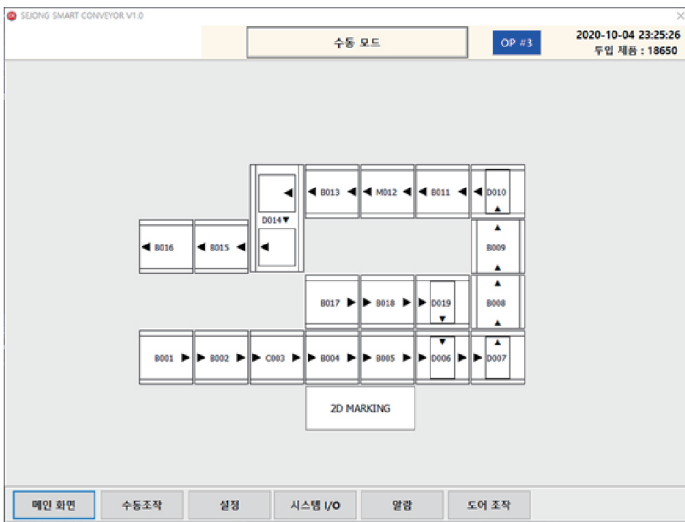 SEJONG SMART CONVEYOR V1.0
수동 모드
OP #3
2020-10-04 23:25:26
투입 제품 : 18650
B013 M012 B011 D010
D014▼
B016 B015 B009
B017 B018 D019 B008
B001 B002 C003 B004 B005 D006 D007
2D MARKING
메인 화면 수동조작 설정 시스템 I/O 알람 도어 조작